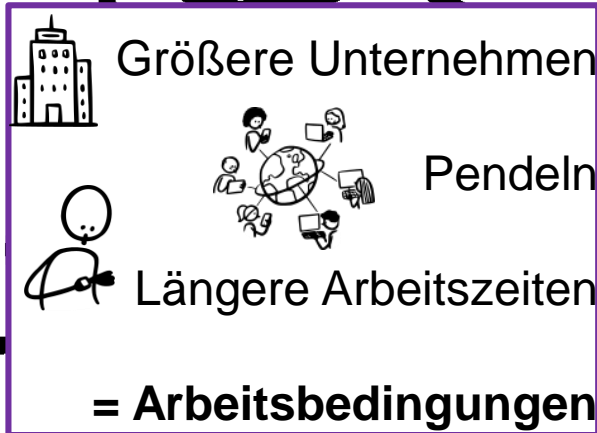 Größere Unternehmen
Pendeln
Längere Arbeitszeiten
= Arbeitsbedingungen